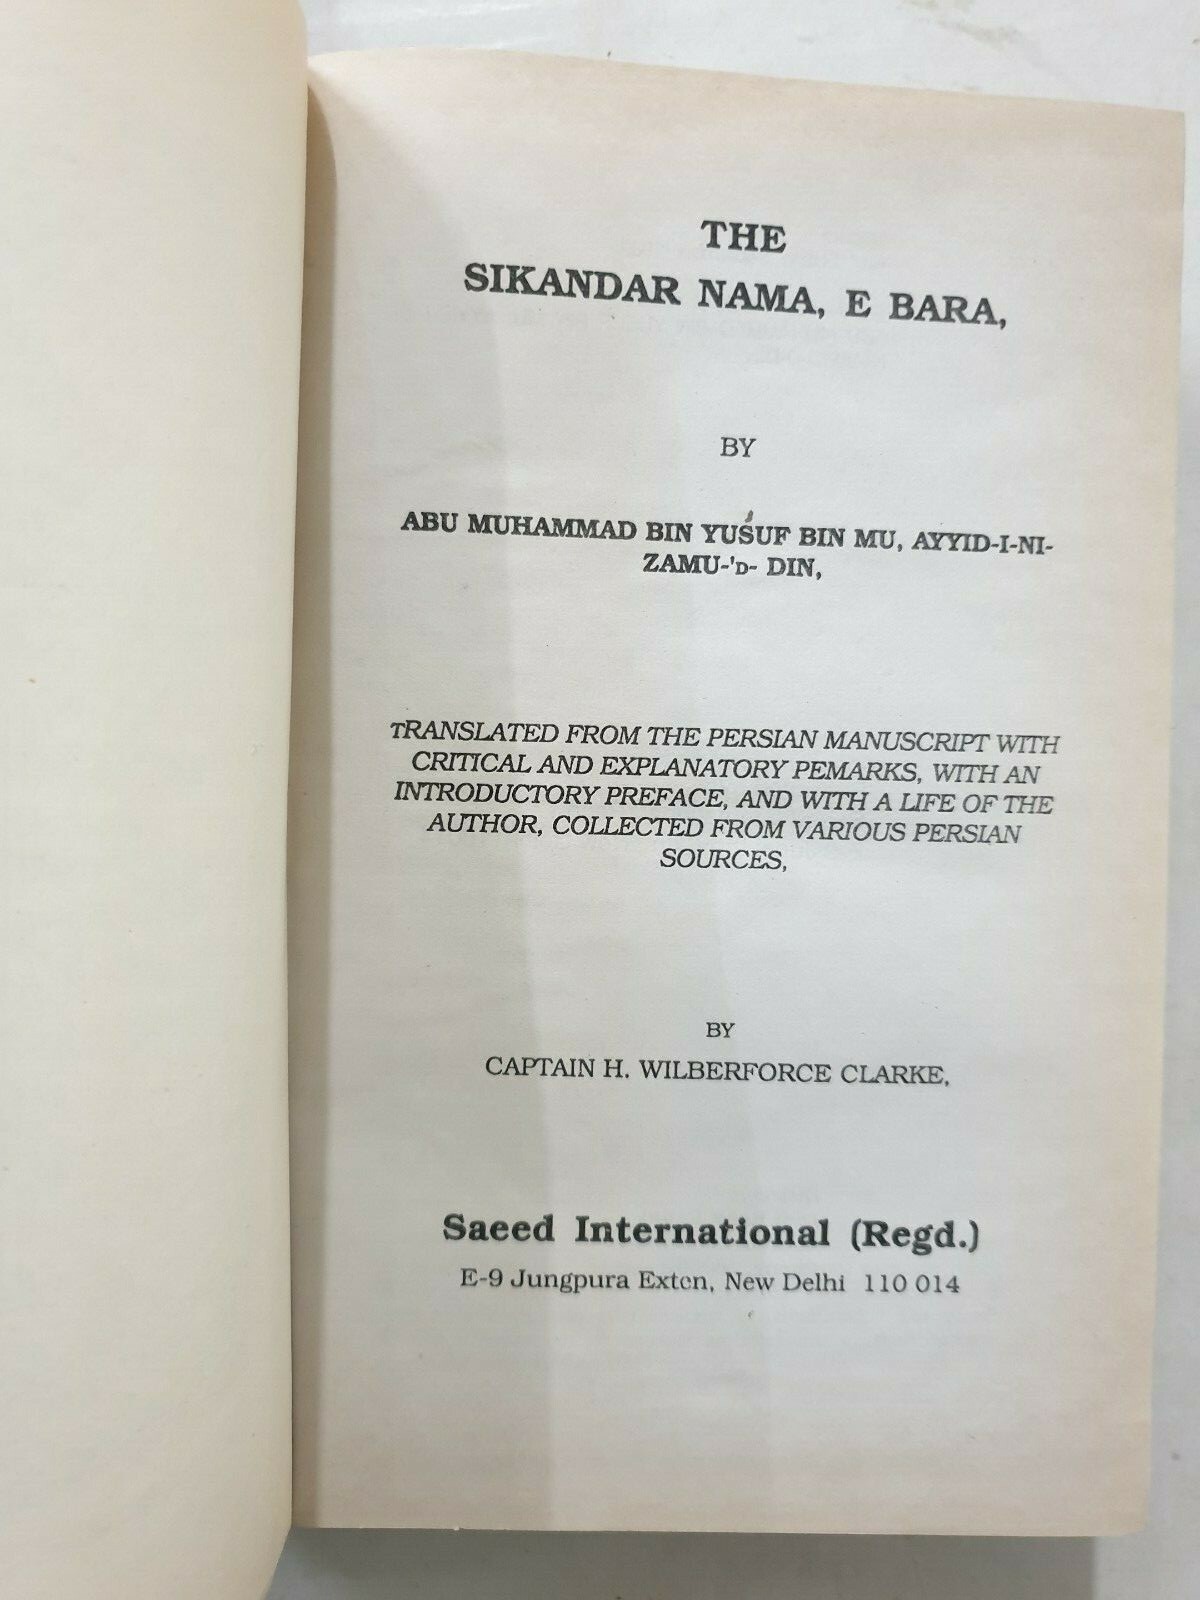 THE
SIKANDAR NAMA, E BARA,
BY
ABU MUHAMMAD BIN YUSUF BIN MU, AYYID-I-NI-
ZAMU-'D- DIN,
TRANSLATED FROM THE PERSIAN MANUSCRIPT WITH
CRITICAL AND EXPLANATORY PEMARKS, WITH AN
INTRODUCTORY PREFACE, AND WITH A LIFE OF THE
AUTHOR, COLLECTED FROM VARIOUS PERSIAN
SOURCES,
BY
CAPTAIN H. WILBERFORCE CLARKE,
Saeed International (Regd.)
E-9 Jungpura Exten, New Delhi 110 014